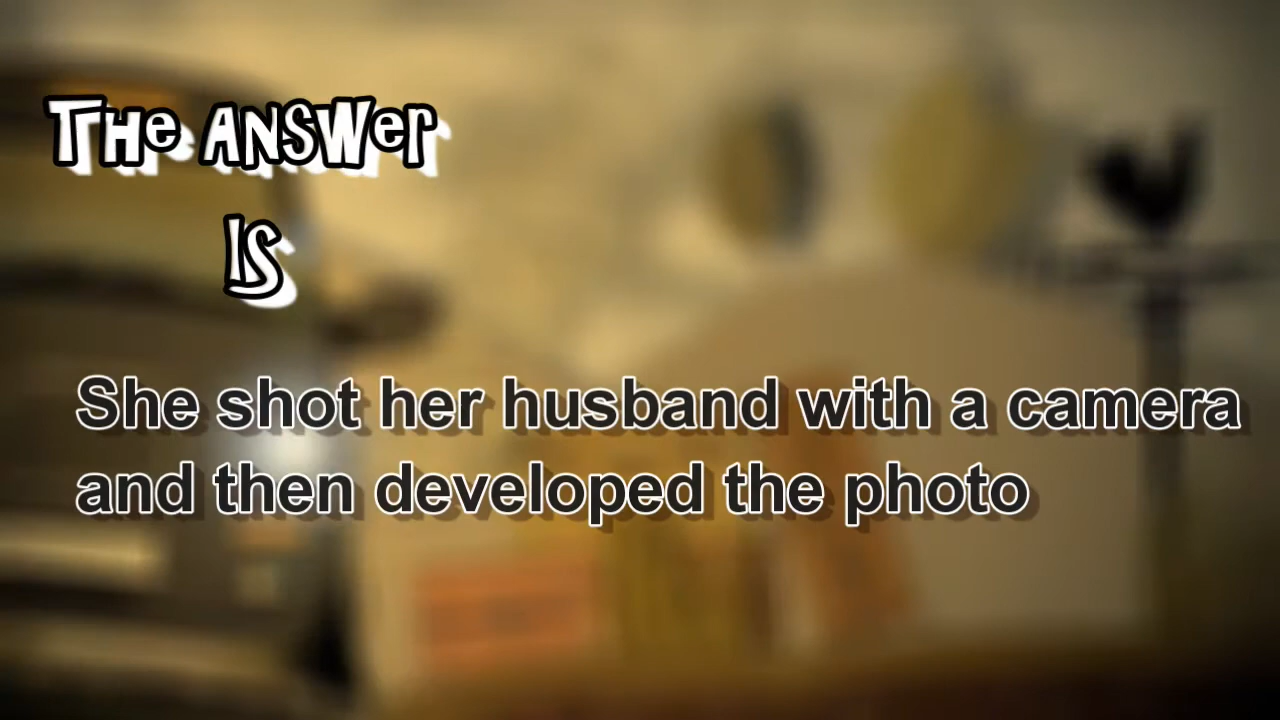 THe ANSWer
IS
She shot her husband with a camera
and then developed the photo